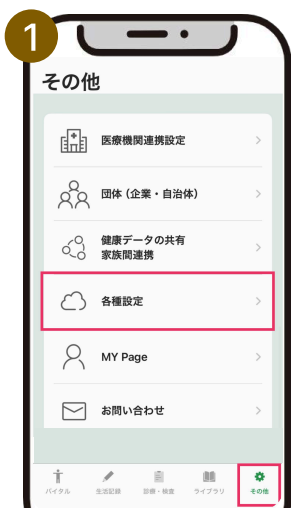 1
その他
医療機関連携設定
団体（企業・自治体）
健康データの共有
家族間連携
各種設定
MY Page
お問い合わせ
バイタル
生活記録
診療・検査
ライブラリ
その他